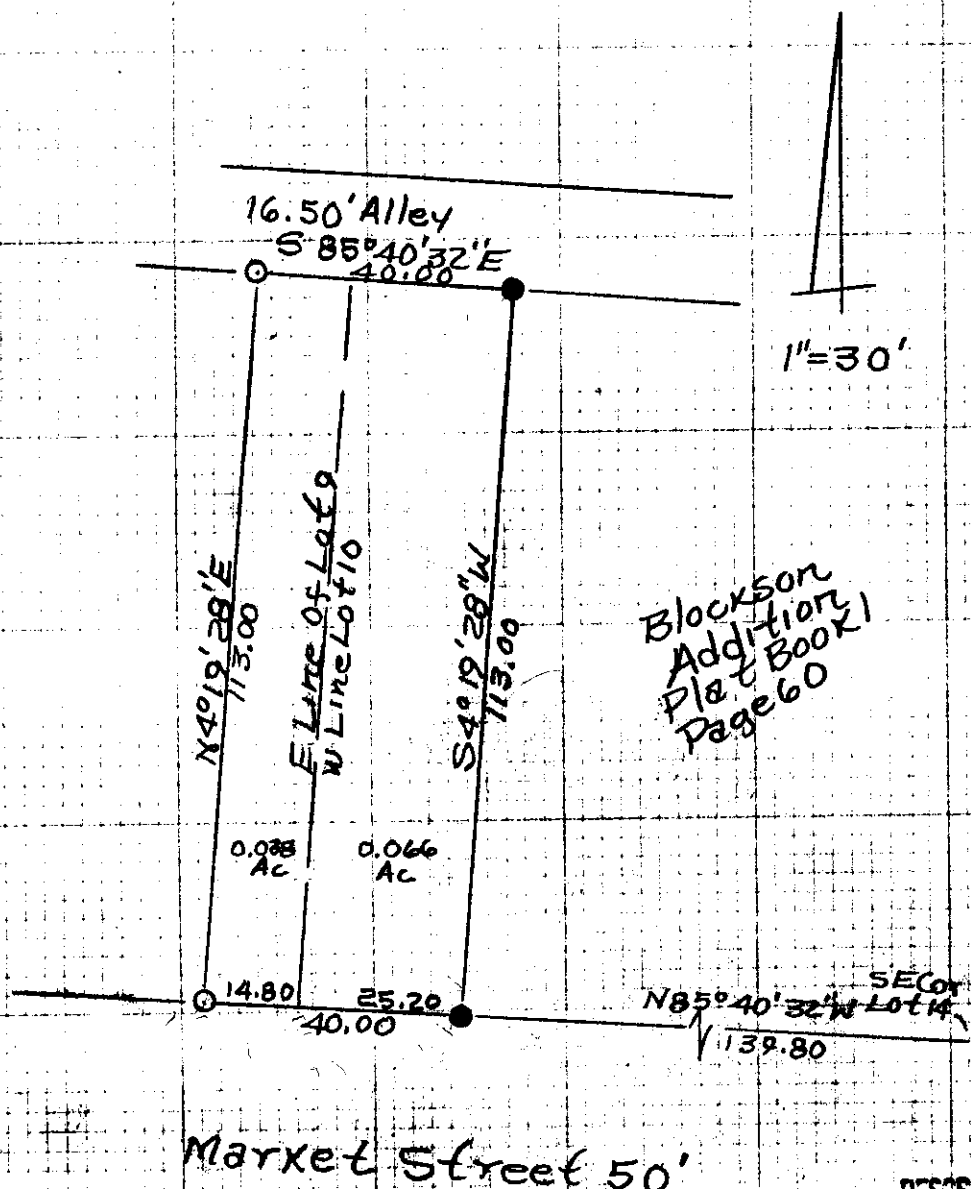 16.50' Alley
S 85°40'32"E
40.00
1"=30'
N4°19'28"E
113.00
E Line Of Lot 9
W Line Lot 10
S4°19'28"W
113.00
Blockson
Addition
Plat Book 1
Page 60
0.038
Ac
0.066
Ac
14.80
25.20
40.00
N85°40'32"W
139.80
SE Cor
Lot 14
Market Street 50'